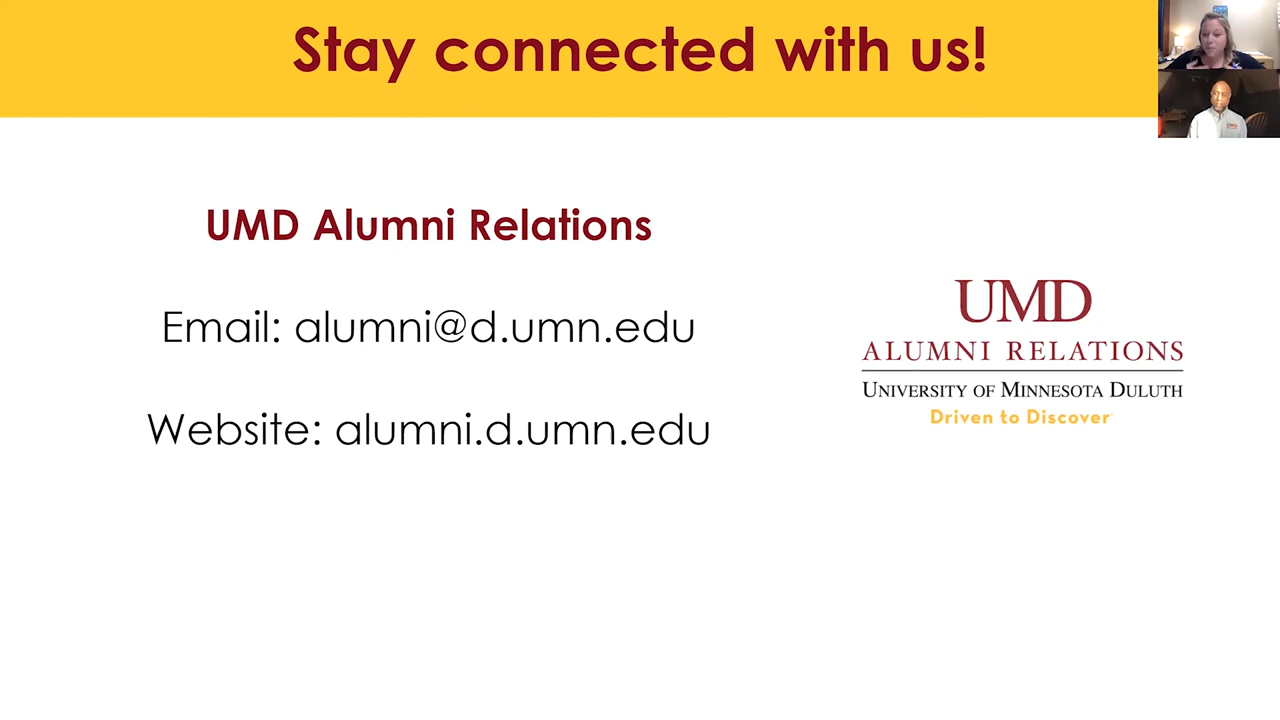 Stay connected with us!
UMD Alumni Relations
Email: alumni@d.umn.edu
Website: alumni.d.umn.edu
UMD
ALUMNI RELATIONS
UNIVERSITY OF MINNESOTA DULUTH
Driven to Discover